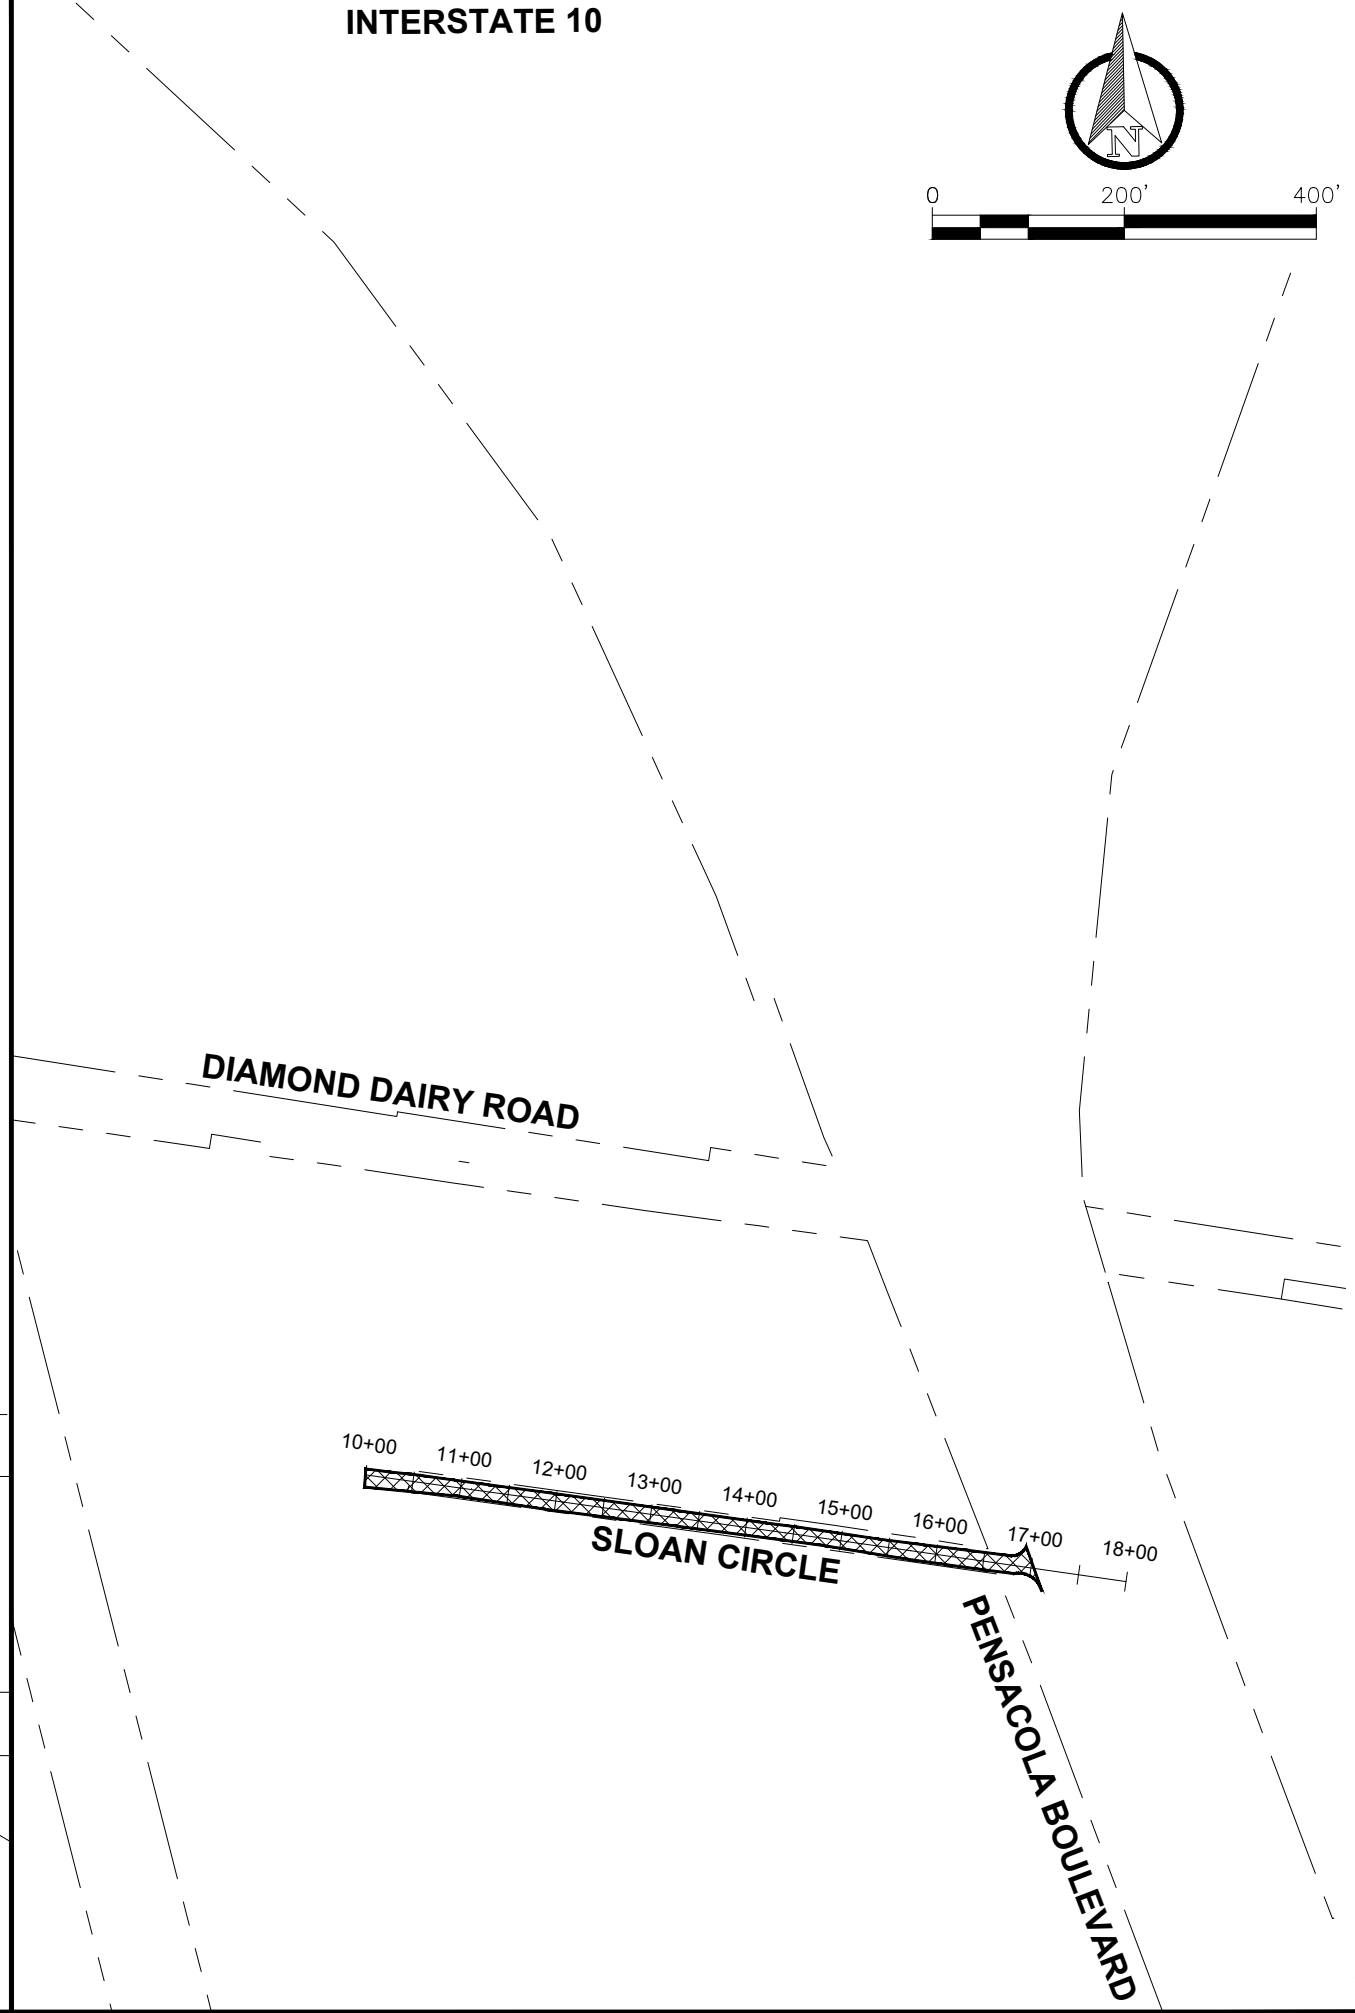 INTERSTATE 10
N
0 200' 400'
DIAMOND DAIRY ROAD
10+00 11+00 12+00 13+00 14+00 15+00 16+00 17+00 18+00
SLOAN CIRCLE
PENSACOLA BOULEVARD